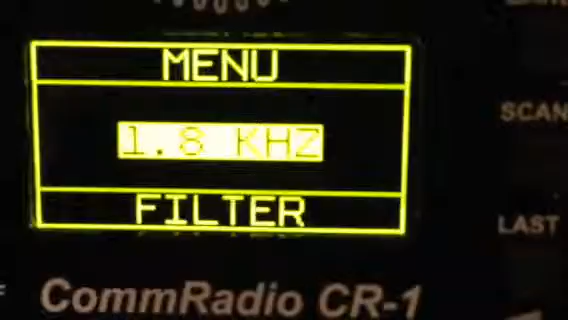 MENU
1.8 KHZ
FILTER
SCAN
LAST
CommRadio CR-1